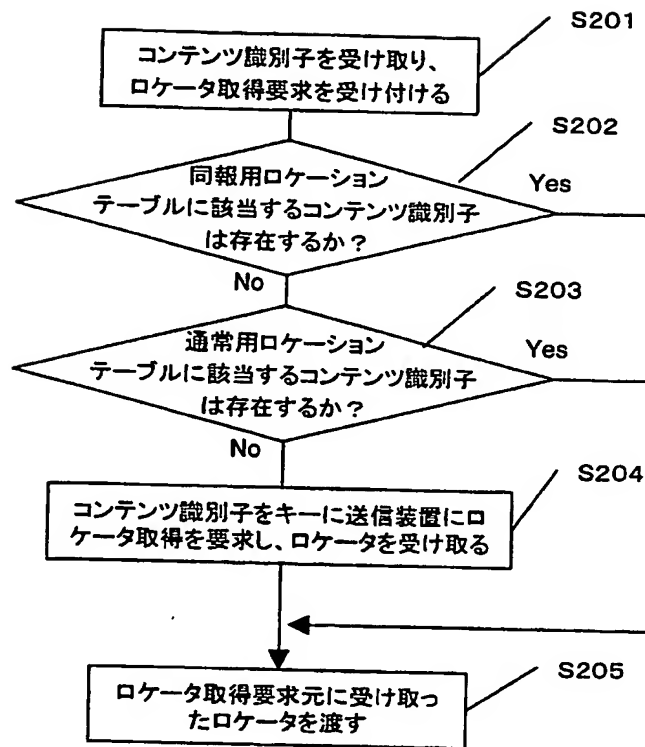 S201
コンテンツ識別子を受け取り、
ロケータ取得要求を受け付ける
S202
同報用ロケーション
テーブルに該当するコンテンツ識別子
は存在するか?
Yes
No
S203
通常用ロケーション
テーブルに該当するコンテンツ識別子
は存在するか?
Yes
No
S204
コンテンツ識別子をキーに送信装置にロ
ケータ取得を要求し、ロケータを受け取る
S205
ロケータ取得要求元に受け取っ
たロケータを渡す